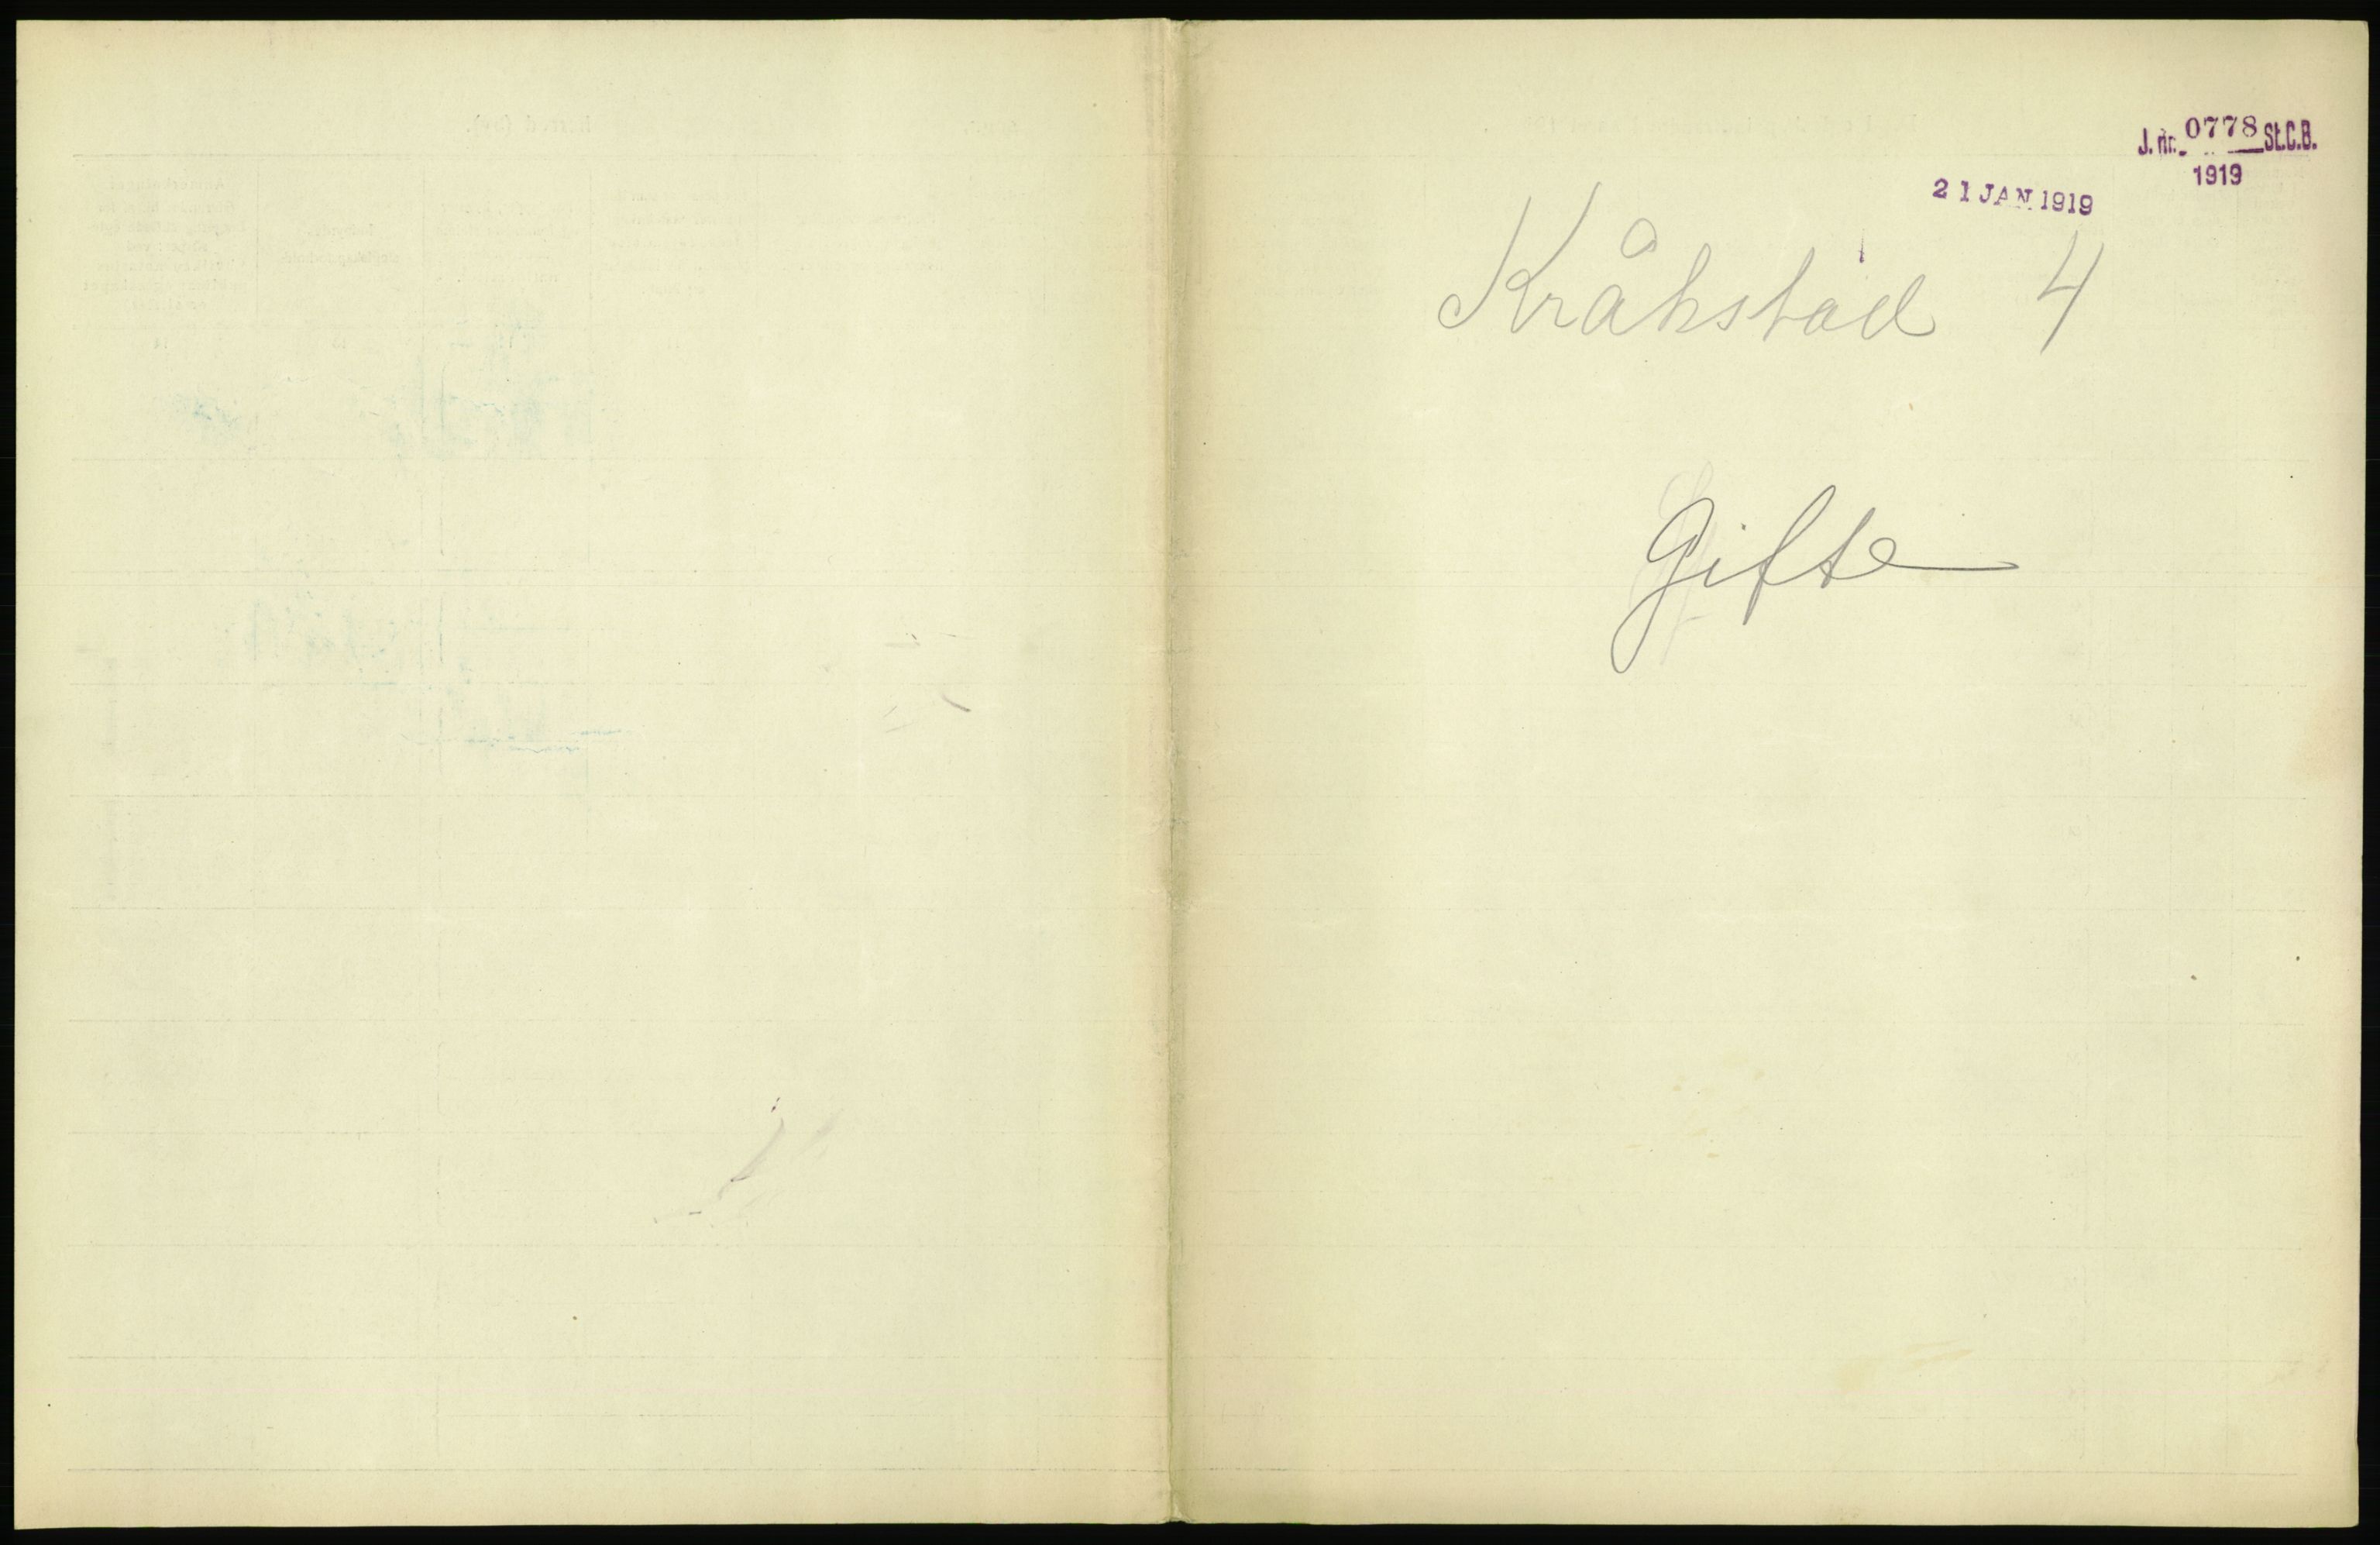 J. nr. 0778 St.C.B.
1919
21 JAN 1919
Kråkstad 4
Gifte